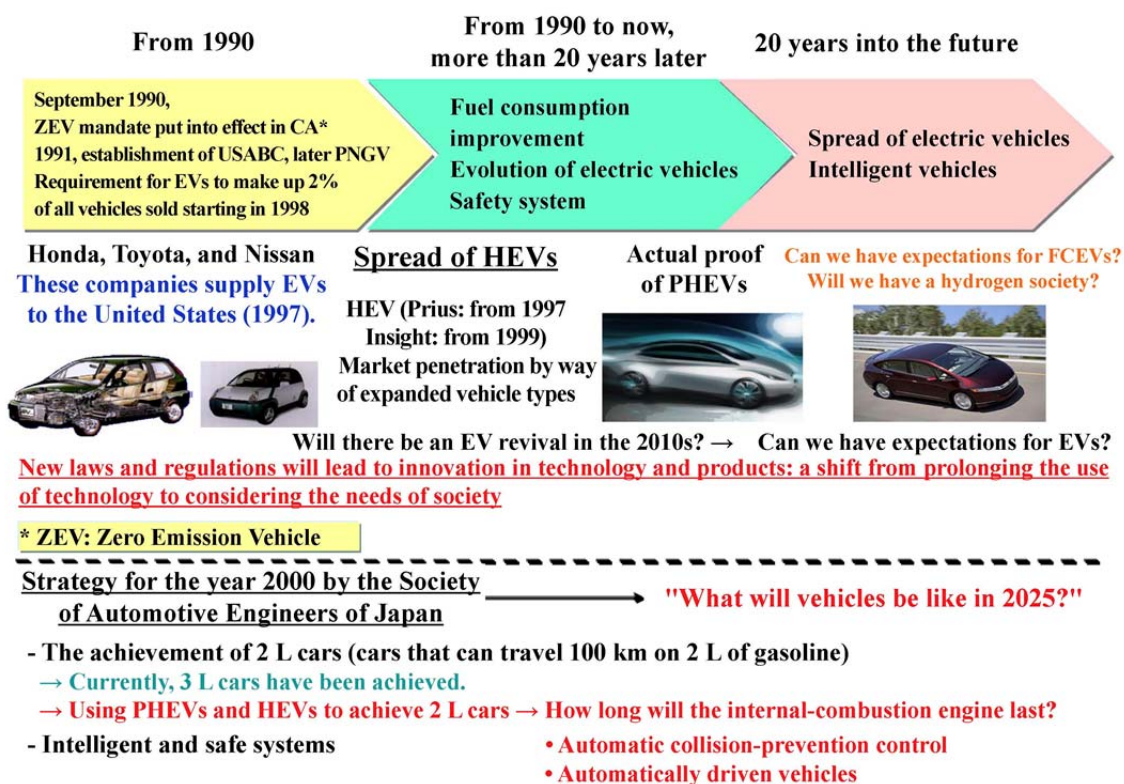 From 1990
From 1990 to now,
more than 20 years later
20 years into the future
September 1990,
ZEV mandate put into effect in CA*
1991, establishment of USABC, later PNGV
Requirement for EVs to make up 2%
of all vehicles sold starting in 1998
Fuel consumption
improvement
Evolution of electric vehicles
Safety system
Spread of electric vehicles
Intelligent vehicles
Honda, Toyota, and Nissan
These companies supply EVs
to the United States (1997).
Spread of HEVs
HEV (Prius: from 1997
Insight: from 1999)
Market penetration by way
of expanded vehicle types
Actual proof
of PHEVs
Can we have expectations for FCEVs?
Will we have a hydrogen society?
Will there be an EV revival in the 2010s? → Can we have expectations for EVs?
New laws and regulations will lead to innovation in technology and products: a shift from prolonging the use
of technology to considering the needs of society
* ZEV: Zero Emission Vehicle
Strategy for the year 2000 by the Society
of Automotive Engineers of Japan
"What will vehicles be like in 2025?"
- The achievement of 2 L cars (cars that can travel 100 km on 2 L of gasoline)
→ Currently, 3 L cars have been achieved.
→ Using PHEVs and HEVs to achieve 2 L cars → How long will the internal-combustion engine last?
- Intelligent and safe systems
• Automatic collision-prevention control
• Automatically driven vehicles